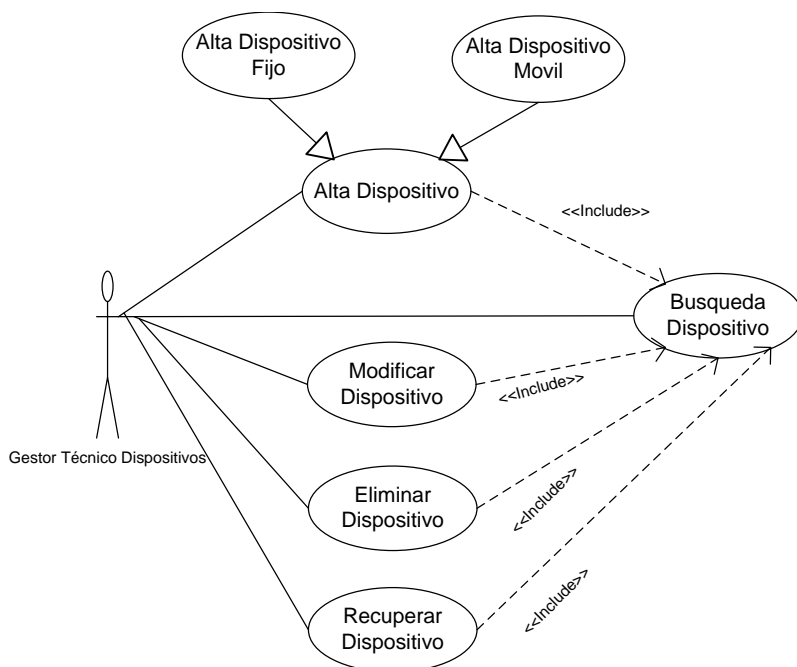 Alta Dispositivo
Fijo
Alta Dispositivo
Movil
Alta Dispositivo
<<Include>>
Busqueda
Dispositivo
Modificar
Dispositivo
<<Include>>
Gestor Técnico Dispositivos
Eliminar
Dispositivo
<<Include>>
Recuperar
Dispositivo
<<Include>>